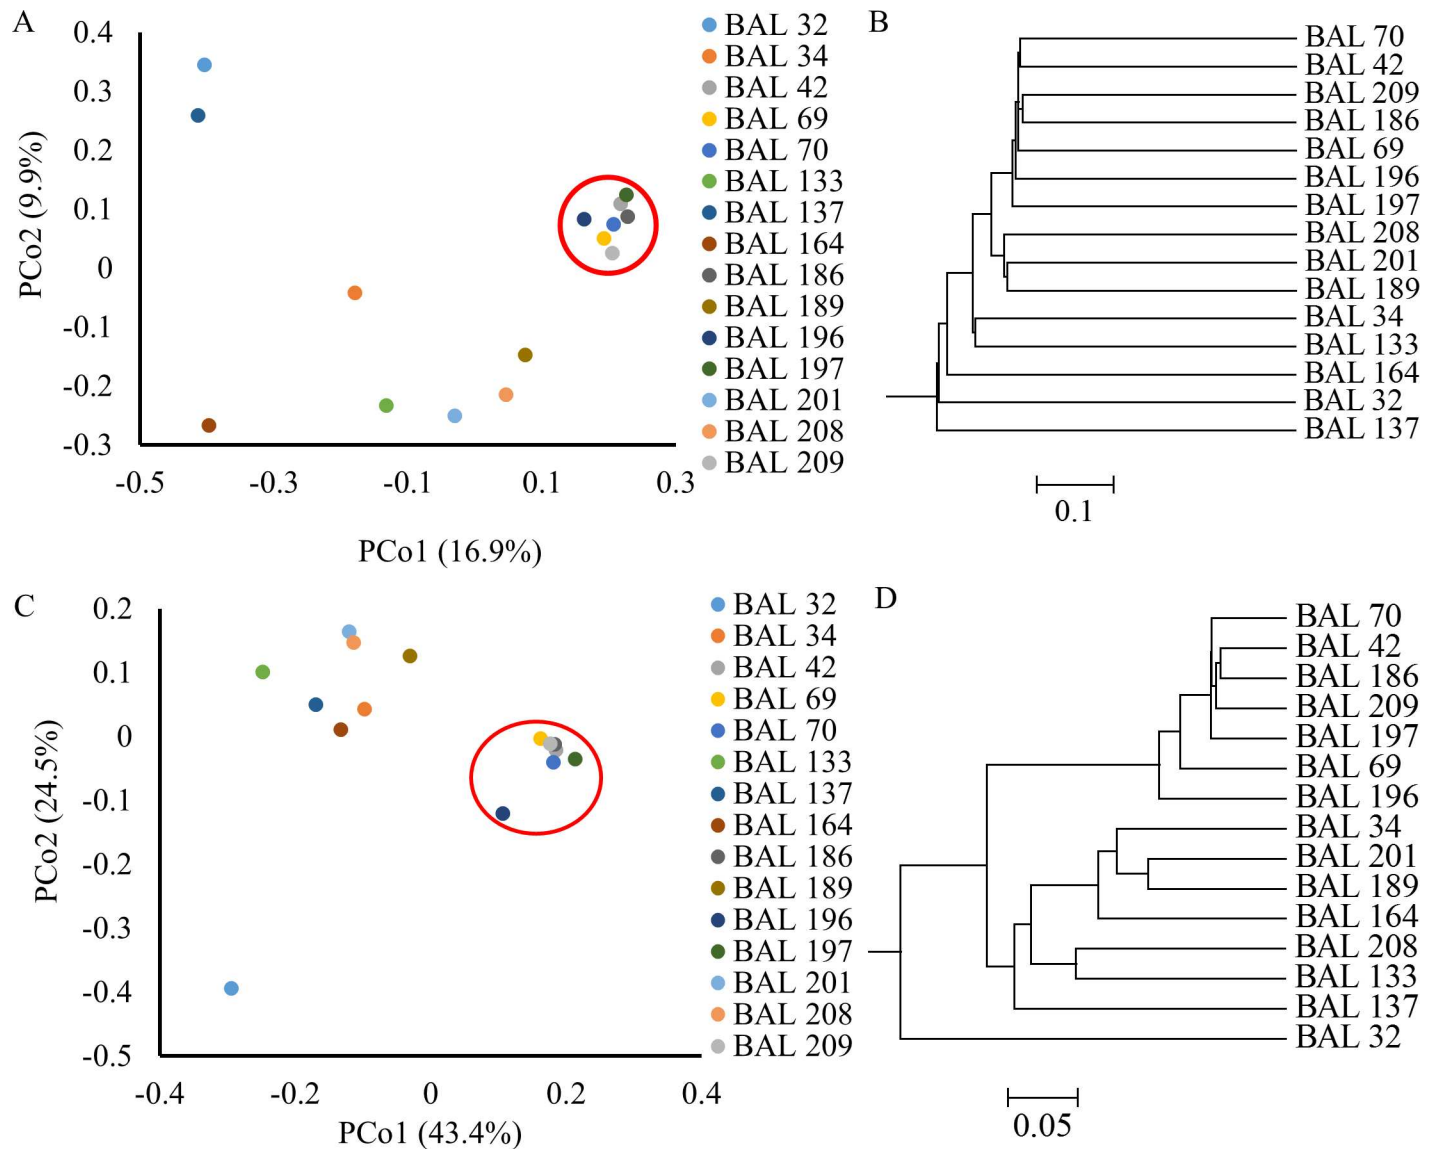 A
PCo2 (9.9%)
0.4
0.3
0.2
0.1
0
-0.1
-0.2
-0.3
-0.5 -0.3 -0.1 0.1 0.3
PCo1 (16.9%)
BAL 32
BAL 34
BAL 42
BAL 69
BAL 70
BAL 133
BAL 137
BAL 164
BAL 186
BAL 189
BAL 196
BAL 197
BAL 201
BAL 208
BAL 209
B
BAL 70
BAL 42
BAL 209
BAL 186
BAL 69
BAL 196
BAL 197
BAL 208
BAL 201
BAL 189
BAL 34
BAL 133
BAL 164
BAL 32
BAL 137
0.1
C
PCo2 (24.5%)
0.2
0.1
0
-0.1
-0.2
-0.3
-0.4
-0.5
-0.4 -0.2 0 0.2 0.4
PCo1 (43.4%)
BAL 32
BAL 34
BAL 42
BAL 69
BAL 70
BAL 133
BAL 137
BAL 164
BAL 186
BAL 189
BAL 196
BAL 197
BAL 201
BAL 208
BAL 209
D
BAL 70
BAL 42
BAL 186
BAL 209
BAL 197
BAL 69
BAL 196
BAL 34
BAL 201
BAL 189
BAL 164
BAL 208
BAL 133
BAL 137
BAL 32
0.05